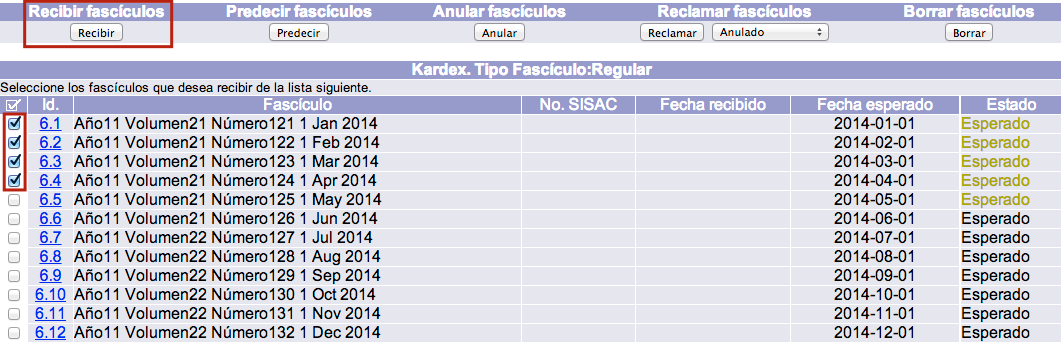 Recibir fascículos Predecir fascículos Anular fascículos Reclamar fascículos Borrar fascículos
Recibir Predecir Anular Reclamar Anulado Borrar
Kardex. Tipo Fascículo:Regular
Seleccione los fascículos que desea recibir de la lista siguiente.
Id. Fascículo No. SISAC Fecha recibido Fecha esperado Estado
6.1 Año11 Volumen21 Número121 1 Jan 2014 2014-01-01 Esperado
6.2 Año11 Volumen21 Número122 1 Feb 2014 2014-02-01 Esperado
6.3 Año11 Volumen21 Número123 1 Mar 2014 2014-03-01 Esperado
6.4 Año11 Volumen21 Número124 1 Apr 2014 2014-04-01 Esperado
6.5 Año11 Volumen21 Número125 1 May 2014 2014-05-01 Esperado
6.6 Año11 Volumen21 Número126 1 Jun 2014 2014-06-01 Esperado
6.7 Año11 Volumen22 Número127 1 Jul 2014 2014-07-01 Esperado
6.8 Año11 Volumen22 Número128 1 Aug 2014 2014-08-01 Esperado
6.9 Año11 Volumen22 Número129 1 Sep 2014 2014-09-01 Esperado
6.10 Año11 Volumen22 Número130 1 Oct 2014 2014-10-01 Esperado
6.11 Año11 Volumen22 Número131 1 Nov 2014 2014-11-01 Esperado
6.12 Año11 Volumen22 Número132 1 Dec 2014 2014-12-01 Esperado